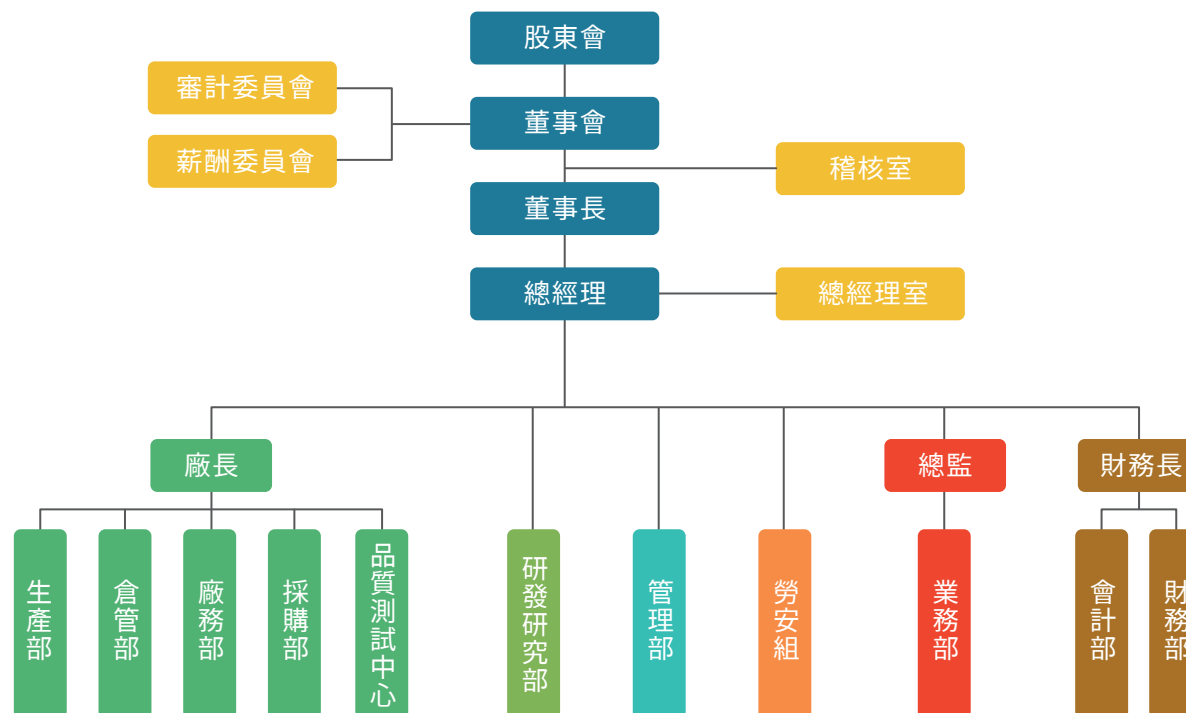 股東會
審計委員會
董事會
薪酬委員會
稽核室
董事長
總經理
總經理室
廠長
總監
財務長
生產部
倉管部
廠務部
採購部
品質測試中心
研發研究部
管理部
勞安組
業務部
會計部
財務部